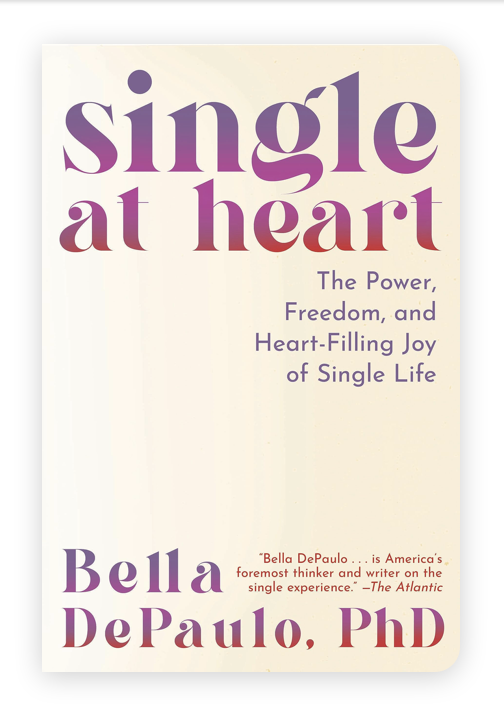 single
at heart
The Power,
Freedom, and
Heart-Filling Joy
of Single Life
Bella
DePaulo, PhD
"Bella DePaulo . . . is America's
foremost thinker and writer on the
single experience." —The Atlantic